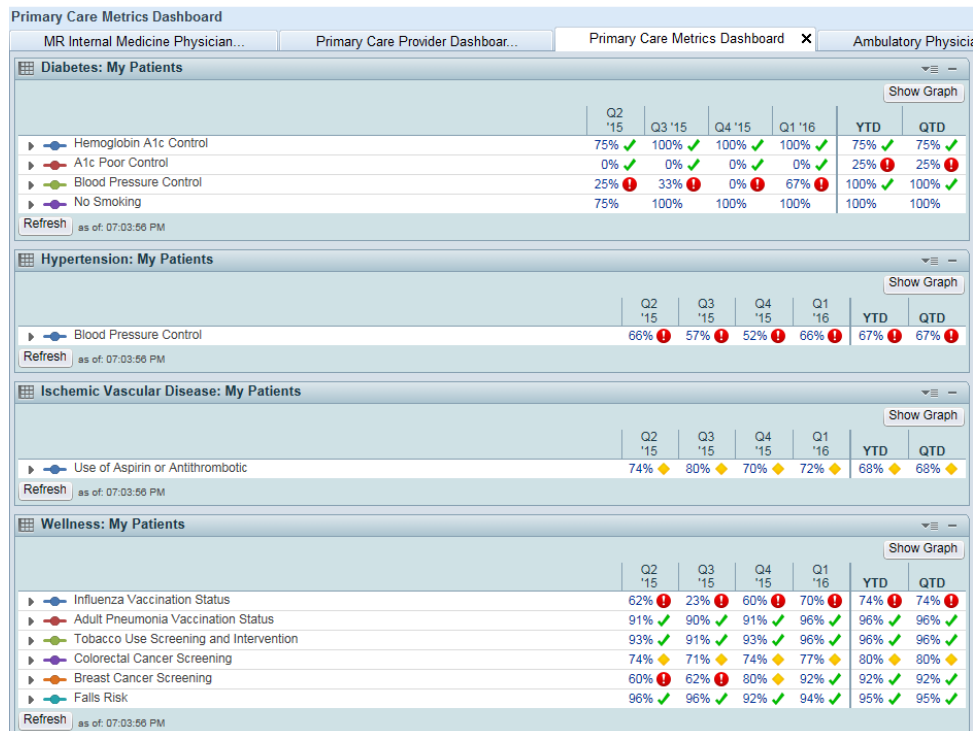 Primary Care Metrics Dashboard
MR Internal Medicine Physician... Primary Care Provider Dashboar... Primary Care Metrics Dashboard X Ambulatory Physicia
Diabetes: My Patients
Show Graph
Q2 '15 Q3 '15 Q4 '15 Q1 '16 YTD QTD
Hemoglobin A1c Control 75% 100% 100% 100% 75% 75%
A1c Poor Control 0% 0% 0% 0% 25% 25%
Blood Pressure Control 25% 33% 0% 67% 100% 100%
No Smoking 75% 100% 100% 100% 100% 100%
Refresh as of: 07:03:56 PM
Hypertension: My Patients
Show Graph
Q2 '15 Q3 '15 Q4 '15 Q1 '16 YTD QTD
Blood Pressure Control 66% 57% 52% 66% 67% 67%
Refresh as of: 07:03:56 PM
Ischemic Vascular Disease: My Patients
Show Graph
Q2 '15 Q3 '15 Q4 '15 Q1 '16 YTD QTD
Use of Aspirin or Antithrombotic 74% 80% 70% 72% 68% 68%
Refresh as of: 07:03:56 PM
Wellness: My Patients
Show Graph
Q2 '15 Q3 '15 Q4 '15 Q1 '16 YTD QTD
Influenza Vaccination Status 62% 23% 60% 70% 74% 74%
Adult Pneumonia Vaccination Status 91% 90% 91% 96% 96% 96%
Tobacco Use Screening and Intervention 93% 91% 93% 96% 96% 96%
Colorectal Cancer Screening 74% 71% 74% 77% 80% 80%
Breast Cancer Screening 60% 62% 80% 92% 92% 92%
Falls Risk 96% 96% 92% 94% 95% 95%
Refresh as of: 07:03:56 PM